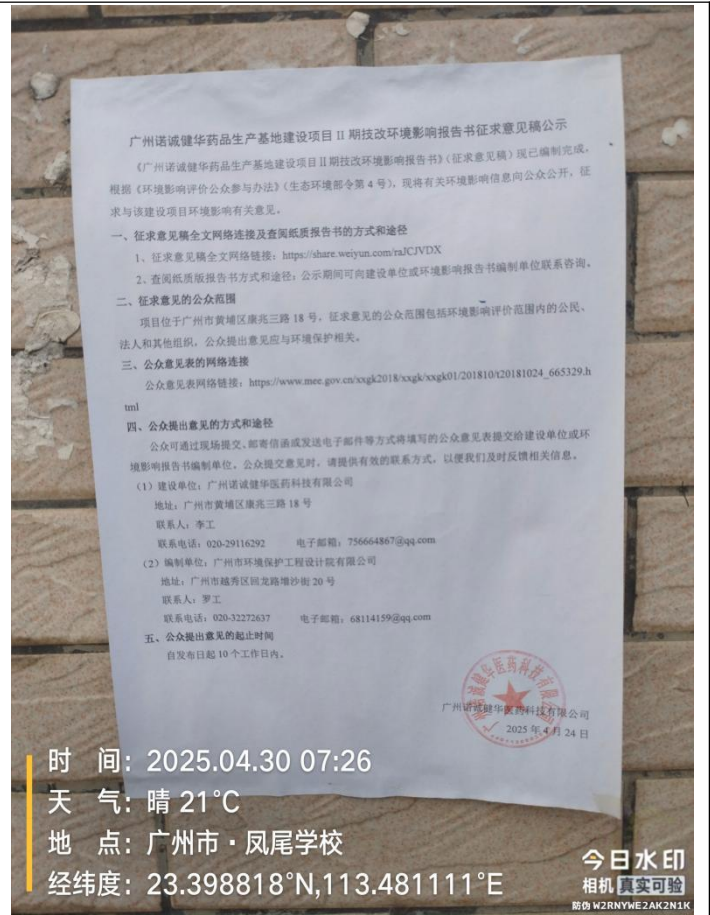 广州诺诚健华药品生产基地建设项目 II 期技改环境影响报告书征求意见稿公示
《广州诺诚健华药品生产基地建设项目 II 期技改环境影响报告书》（征求意见稿）现已编制完成。
根据《环境影响评价公众参与办法》（生态环境部令第 4 号），现将有关环境影响信息向公众公开，征
求与该建设项目环境影响有关意见。
一、征求意见稿全文网络连接及查阅纸质报告书的方式和途径
1、征求意见稿全文网络链接：https://share.weiyun.com/raJCJVDX
2、查阅纸质版报告书方式和途径：公示期间可向建设单位或环境影响报告书编制单位联系咨询。
二、征求意见的公众范围
项目位于广州市黄埔区康兆三路 18 号，征求意见的公众范围包括环境影响评价范围内的公民、
法人和其他组织，公众提出意见应与环境保护相关。
三、公众意见表的网络连接
公众意见表网络链接：https://www.mee.gov.cn/xxgk2018/xxgk/xxgk01/201810/t20181024_665329.h
tml
四、公众提出意见的方式和途径
公众可通过现场提交、邮寄信函或发送电子邮件等方式将填写的公众意见表提交给建设单位或环
境影响报告书编制单位。公众提交意见时，请提供有效的联系方式，以便我们及时反馈相关信息。
（1）建设单位：广州诺诚健华医药科技有限公司
地址：广州市黄埔区康兆三路 18 号
联系人：李工
联系电话：020-29116292 电子邮箱：756664867@qq.com
（2）编制单位：广州市环境保护工程设计院有限公司
地址：广州市越秀区回龙路增沙街 20 号
联系人：罗工
联系电话：020-32272637 电子邮箱：68114159@qq.com
五、公众提出意见的起止时间
自发布日起 10 个工作日内。
广州诺诚健华医药科技有限公司
广州诺诚健华医药科技有限公司
2025 年 4 月 24 日
时 间：2025.04.30 07:26
天 气：晴 21℃
地 点：广州市·凤尾学校
经纬度：23.398818°N,113.481111°E
今日水印
相机 真实可验
防伪 W2RNYWE2AK2N1K